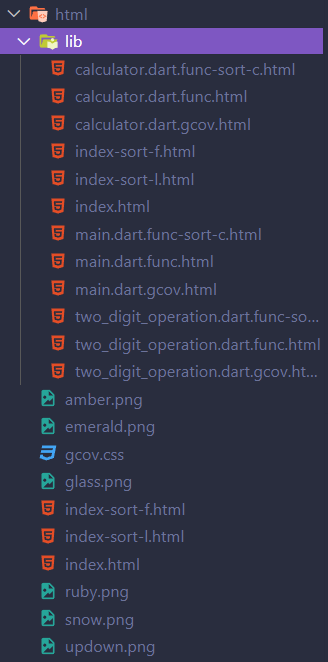 html
lib
calculator.dart.func-sort-c.html
calculator.dart.func.html
calculator.dart.gcov.html
index-sort-f.html
index-sort-l.html
index.html
main.dart.func-sort-c.html
main.dart.func.html
main.dart.gcov.html
two_digit_operation.dart.func-so...
two_digit_operation.dart.func.html
two_digit_operation.dart.gcov.ht...
amber.png
emerald.png
gcov.css
glass.png
index-sort-f.html
index-sort-l.html
index.html
ruby.png
snow.png
updown.png